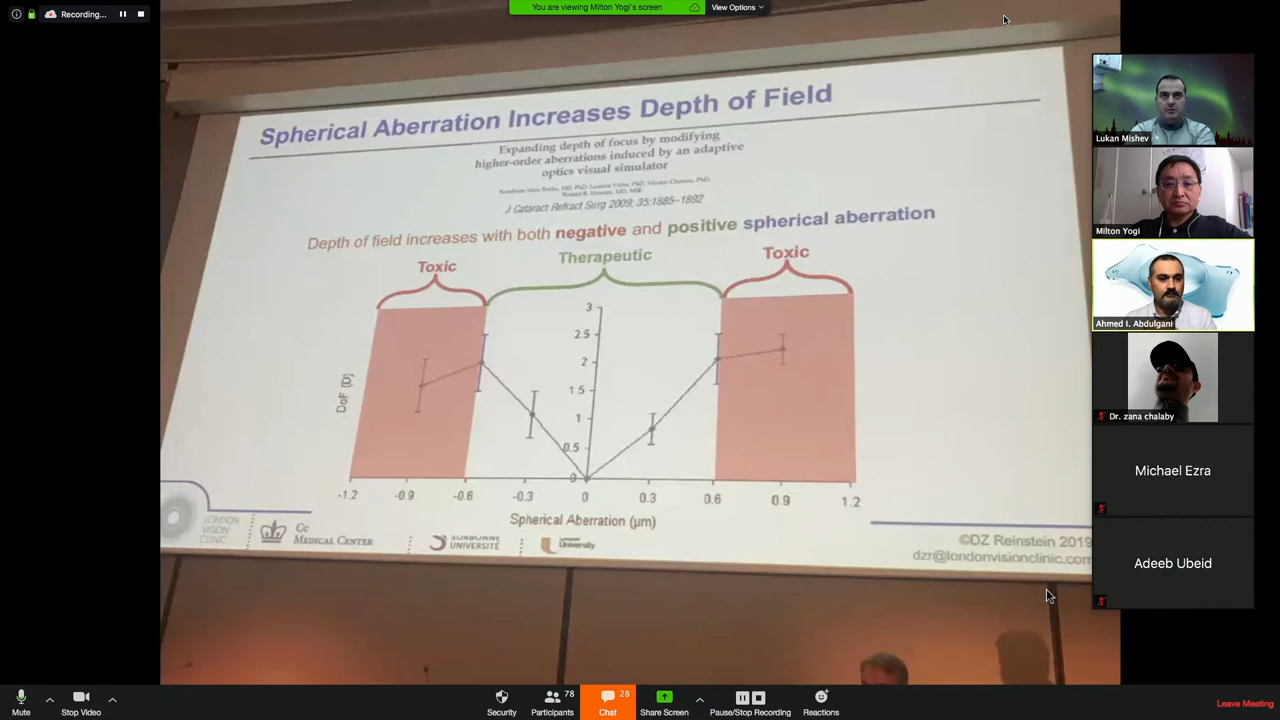 Recording...
You are viewing Milton Yogi's screen
View Options
Spherical Aberration Increases Depth of Field
Expanding depth of focus by modifying
higher-order aberrations induced by an adaptive
optics visual simulator
J Cataract Refract Surg 2009; 35:1885–1892
Depth of field increases with both negative and positive spherical aberration
Toxic
Therapeutic
Toxic
3
2.5
2
1.5
1
0.5
0
DoF (D)
-1.2
-0.9
-0.6
-0.3
0
0.3
0.6
0.9
1.2
Spherical Aberration (µm)
LONDON
VISION
CLINIC
MEDICAL CENTER
SORBONNE
UNIVERSITÉ
University
©DZ Reinstein 2019
dzr@londonvisionclinic.com
Lukan Mishev
Milton Yogi
Ahmed I. Abdulgani
Dr. zana chalaby
Michael Ezra
Adeeb Ubeid
Mute
Stop Video
Security
Participants
78
Chat
28
Share Screen
Pause/Stop Recording
Reactions
Leave Meeting